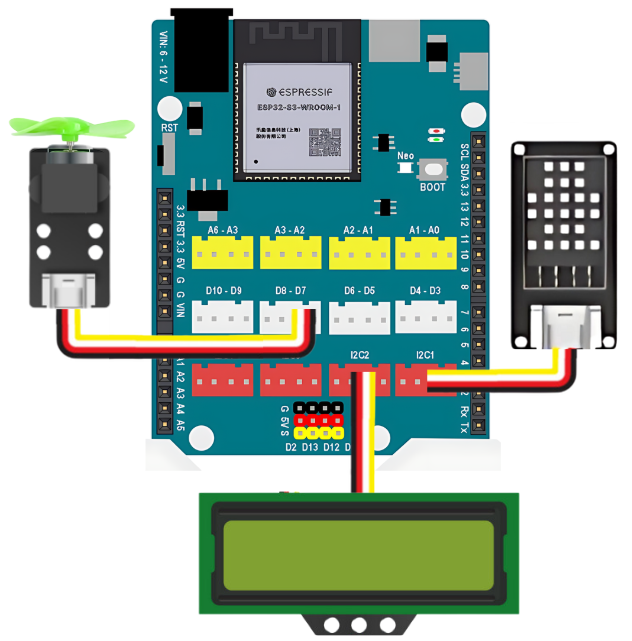 VIN: 6 - 12 V
ESPRESSIF
ESP32-S3-WROOM-1
RST
Neo
BOOT
SCL SDA 3.3 13 12 11 10 9 8 7 6 5 4 2 Rx Tx
3.3 RST 3.3 5V G G VIN A1 A2 A3 A4 A5
A6 - A3 A3 - A2 A2 - A1 A1 - A0
D10 - D9 D8 - D7 D6 - D5 D4 - D3
I2C2 I2C1
G 5V S
D2 D13 D12